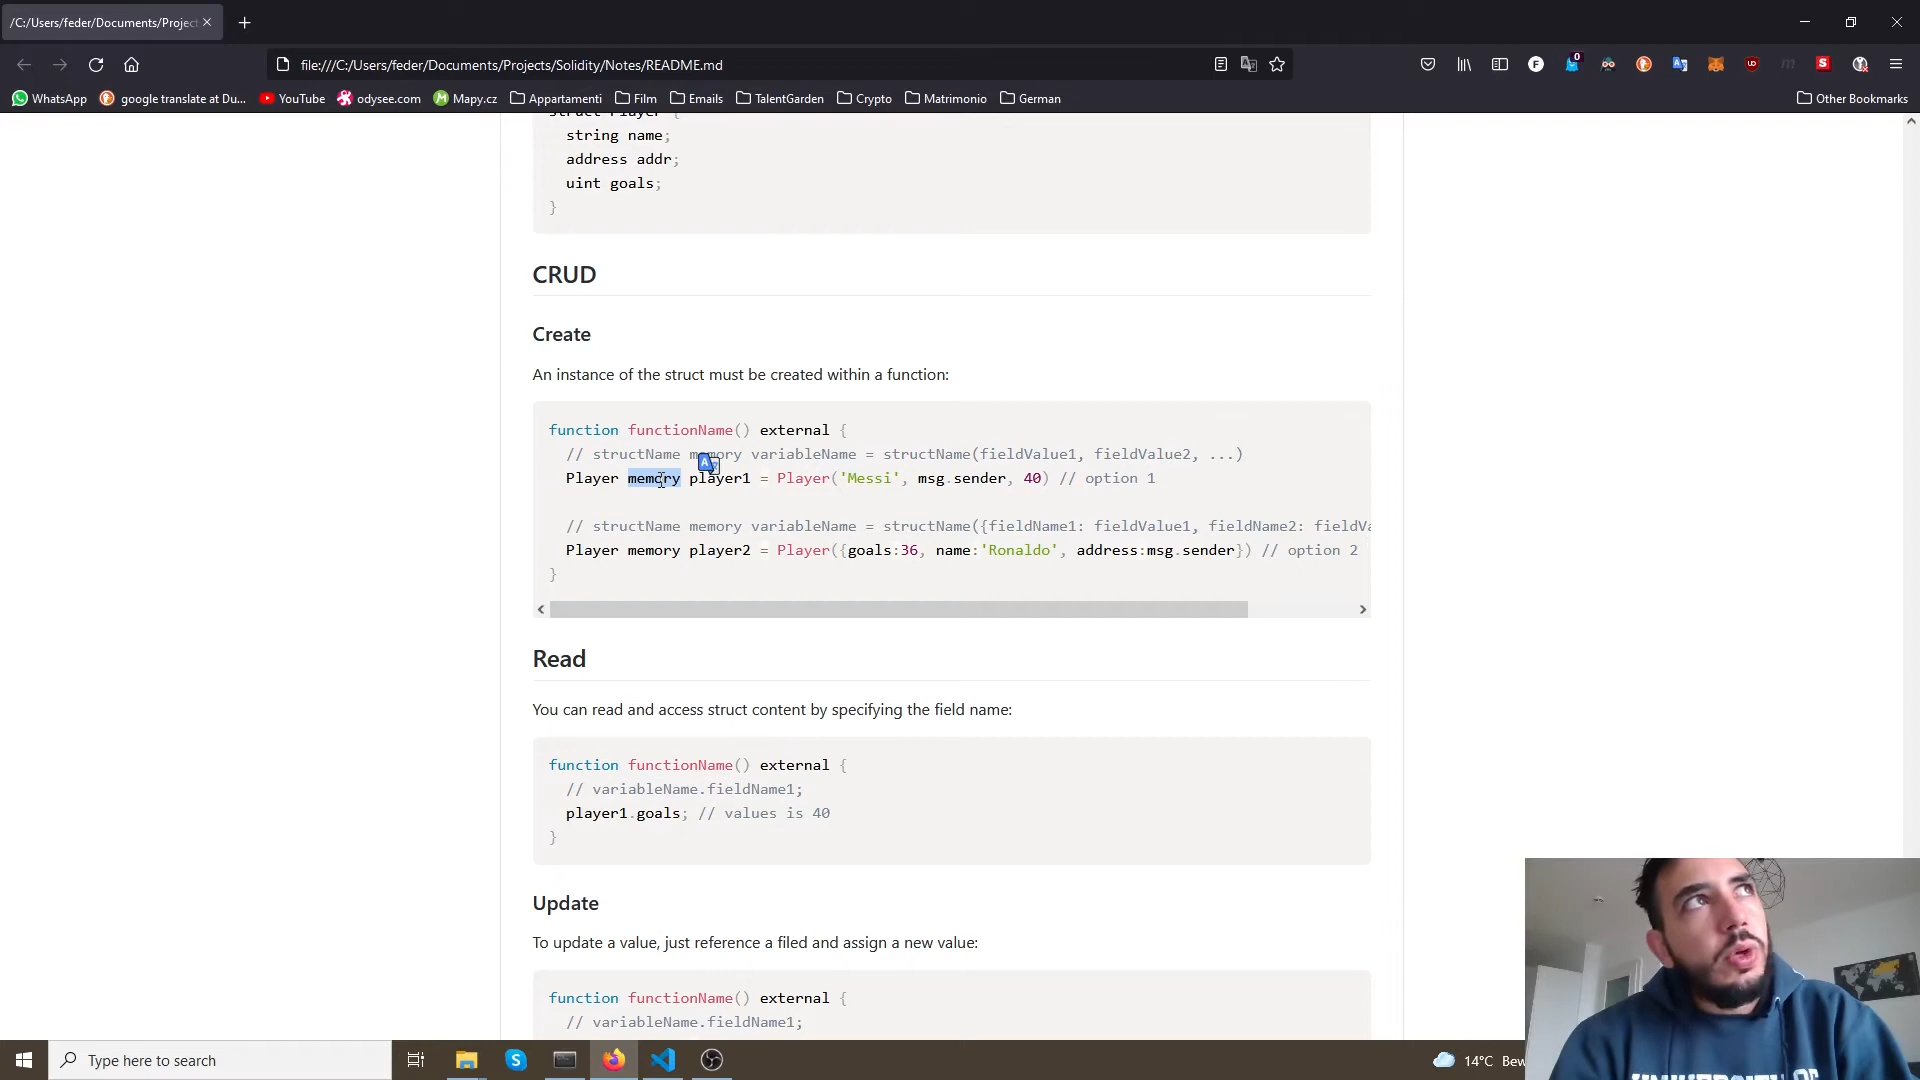 /C:/Users/feder/Documents/Projec
file:///C:/Users/feder/Documents/Projects/Solidity/Notes/README.md
0
WhatsApp google translate at Du... YouTube odysee.com Mapy.cz Appartamenti Film Emails TalentGarden Crypto Matrimonio German Other Bookmarks
struct Player {
string name;
address addr;
uint goals;
}
CRUD
Create
An instance of the struct must be created within a function:
function functionName() external {
// structName memory variableName = structName(fieldValue1, fieldValue2, ...)
Player memory player1 = Player('Messi', msg.sender, 40) // option 1
// structName memory variableName = structName({fieldName1: fieldValue1, fieldName2: fieldVa
Player memory player2 = Player({goals:36, name:'Ronaldo', address:msg.sender}) // option 2
}
Read
You can read and access struct content by specifying the field name:
function functionName() external {
// variableName.fieldName1;
player1.goals; // values is 40
}
Update
To update a value, just reference a filed and assign a new value:
function functionName() external {
// variableName.fieldName1;
Type here to search
14°C Bew
UNIVERSITY OF